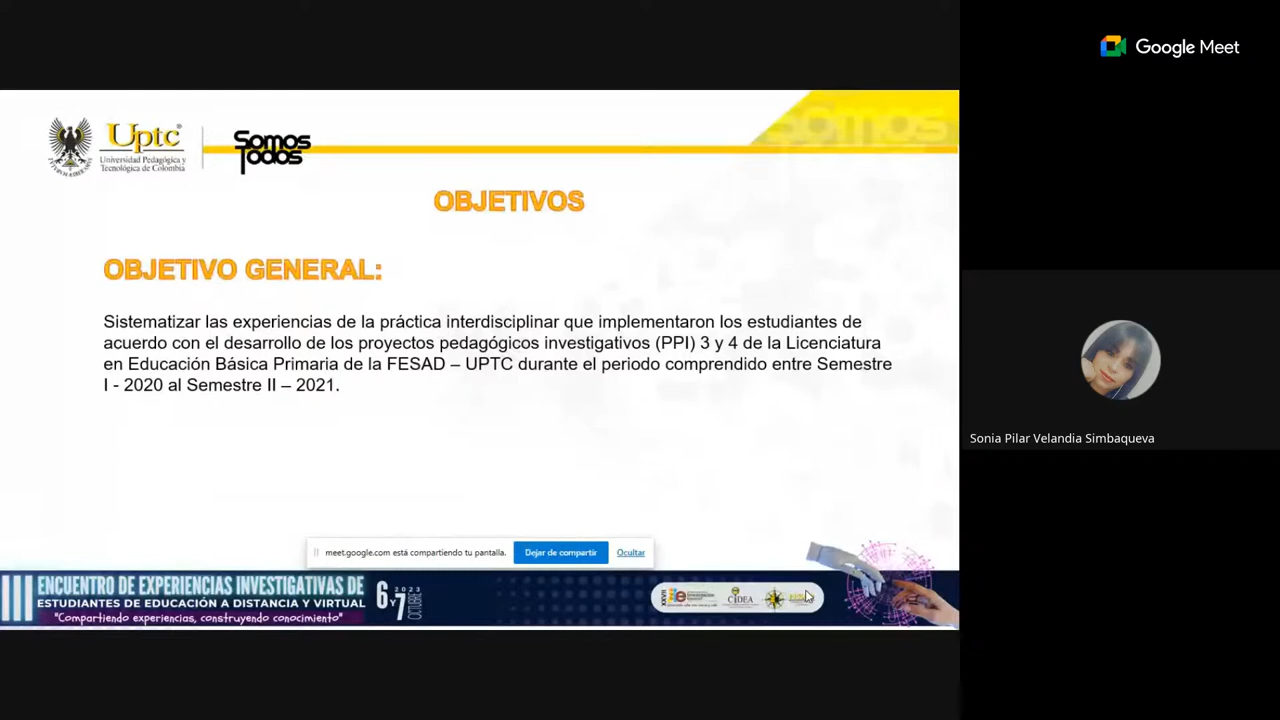 Google Meet
Uptc
Universidad Pedagógica y
Tecnológica de Colombia
Somos
Todos
somos
OBJETIVOS
OBJETIVO GENERAL:
Sistematizar las experiencias de la práctica interdisciplinar que implementaron los estudiantes de
acuerdo con el desarrollo de los proyectos pedagógicos investigativos (PPI) 3 y 4 de la Licenciatura
en Educación Básica Primaria de la FESAD – UPTC durante el periodo comprendido entre Semestre
I - 2020 al Semestre II – 2021.
Sonia Pilar Velandia Simbaqueva
meet.google.com está compartiendo tu pantalla.
Dejar de compartir
Ocultar
III ENCUENTRO DE EXPERIENCIAS INVESTIGATIVAS DE
ESTUDIANTES DE EDUCACIÓN A DISTANCIA Y VIRTUAL
"Compartiendo experiencias, construyendo conocimiento"
6 Y 7 2023 OCTUBRE
CIDEA